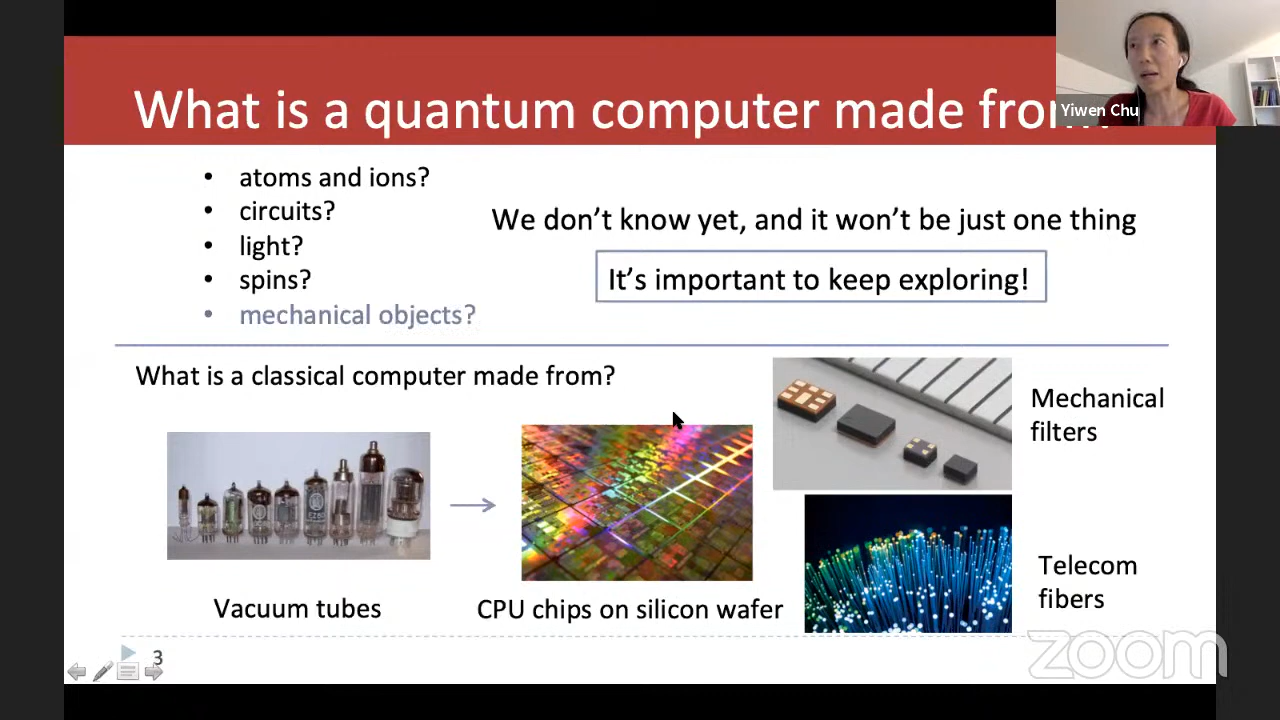 What is a quantum computer made from
Yiwen Chu
• atoms and ions?
• circuits?
• light?
• spins?
• mechanical objects?
We don’t know yet, and it won’t be just one thing
It’s important to keep exploring!
What is a classical computer made from?
Mechanical
filters
Vacuum tubes
CPU chips on silicon wafer
Telecom
fibers
3
zoom